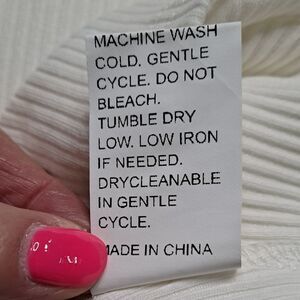 MACHINE WASH
COLD. GENTLE
CYCLE. DO NOT
BLEACH.
TUMBLE DRY
LOW. LOW IRON
IF NEEDED.
DRYCLEANABLE
IN GENTLE
CYCLE.
MADE IN CHINA